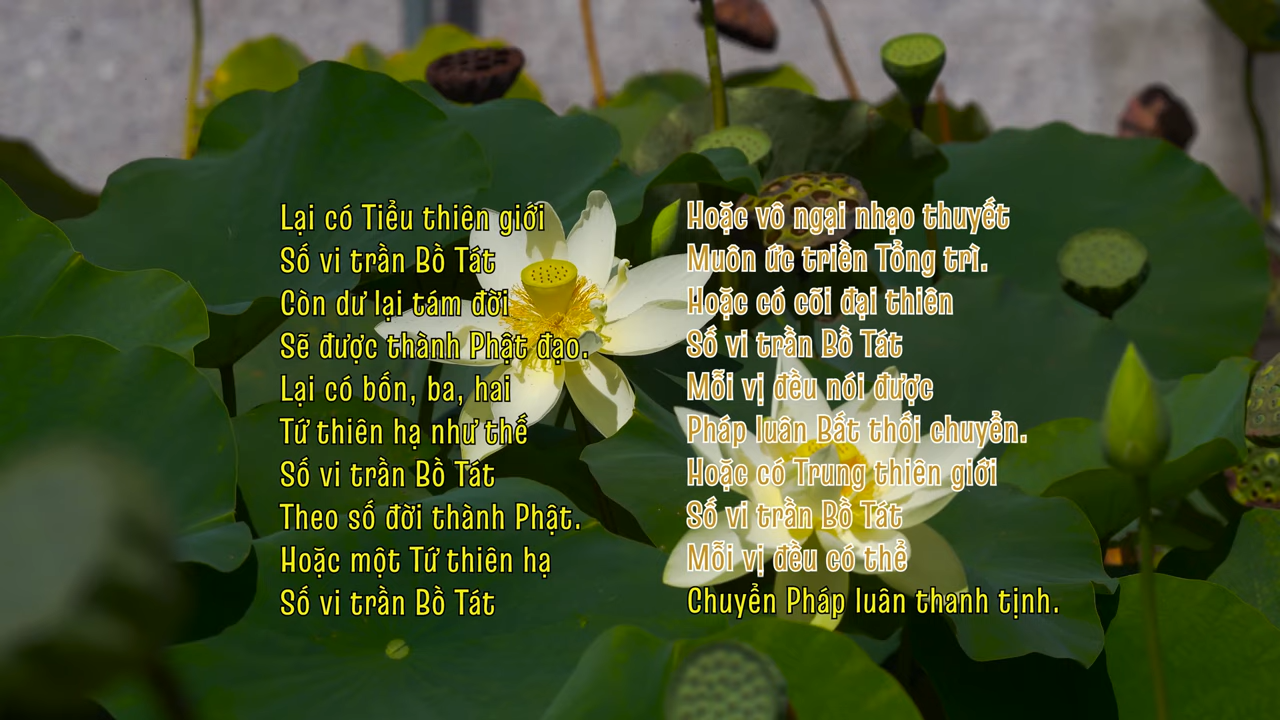 Lại có Tiểu thiên giới
Số vi trần Bồ Tát
Còn dư lại tám đời
Sẽ được thành Phật đạo.
Lại có bốn, ba, hai
Tứ thiên hạ như thế
Số vi trần Bồ Tát
Theo số đời thành Phật.
Hoặc một Tứ thiên hạ
Số vi trần Bồ Tát
Hoặc vô ngại nhạo thuyết
Muôn ức triền Tổng trì.
Hoặc có cõi đại thiên
Số vi trần Bồ Tát
Mỗi vị đều nói được
Pháp luân Bất thối chuyển.
Hoặc có Trung thiên giới
Số vi trần Bồ Tát
Mỗi vị đều có thể
Chuyển Pháp luân thanh tịnh.